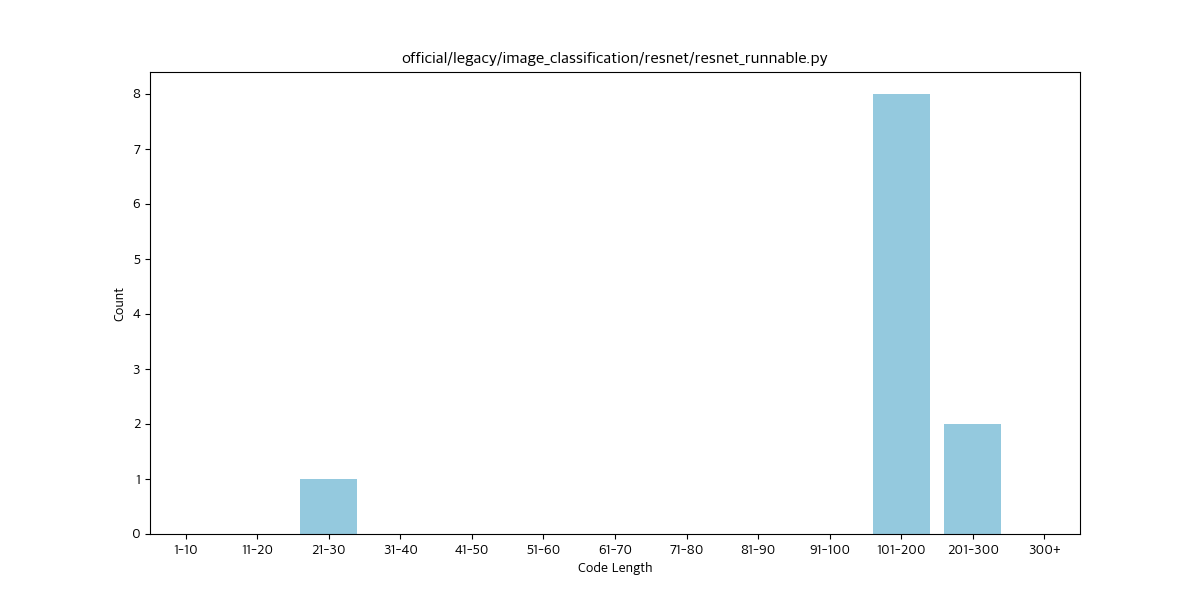 official/legacy/image_classification/resnet/resnet_runnable.py
8
7
6
5
4
3
2
1
0
Count
1-10 11-20 21-30 31-40 41-50 51-60 61-70 71-80 81-90 91-100 101-200 201-300 300+
Code Length